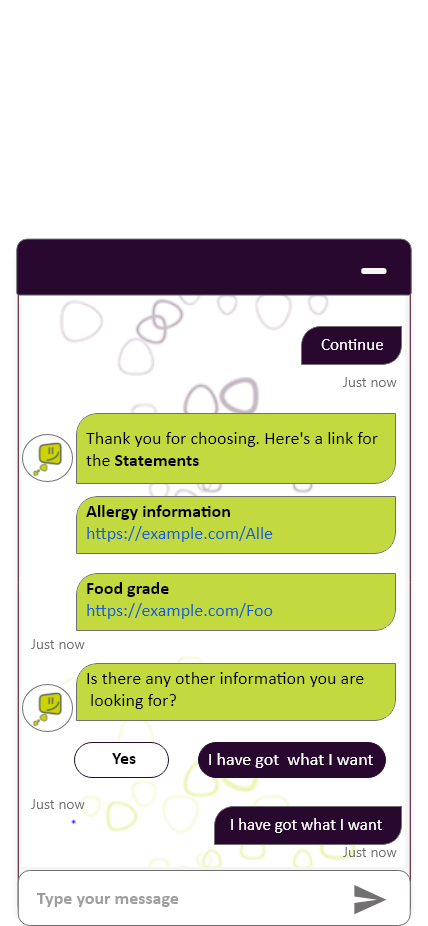 Continue
Just now
Thank you for choosing. Here's a link for
the Statements
Allergy information
https://example.com/Alle
Food grade
https://example.com/Foo
Just now
Is there any other information you are
looking for?
Yes
I have got what I want
Just now
I have got what I want
Just now
Type your message